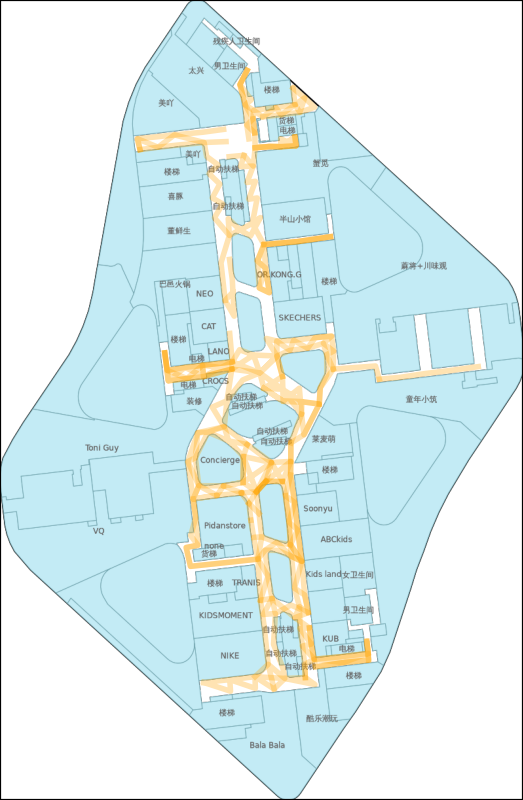 残疾人卫生间
男卫生间
太兴
楼梯
美吖
货梯
电梯
美吖
蟹觅
自动扶梯
楼梯
喜豚
自动扶梯
半山小馆
童鲜生
蔴将+川味观
OR.KONG.G
楼梯
巴邑火锅
NEO
SKECHERS
CAT
楼梯
LANO
电梯
CROCS
电梯
自动扶梯
装修
自动扶梯
童年小筑
自动扶梯
莱麦萌
自动扶梯
Toni Guy
Concierge
楼梯
Soonyu
Pidanstore
VQ
ABCkids
none
货梯
Kids land
女卫生间
楼梯
TRANIS
男卫生间
KIDSMOMENT
自动扶梯
KUB
电梯
自动扶梯
NIKE
自动扶梯
楼梯
楼梯
酷乐潮玩
Bala Bala